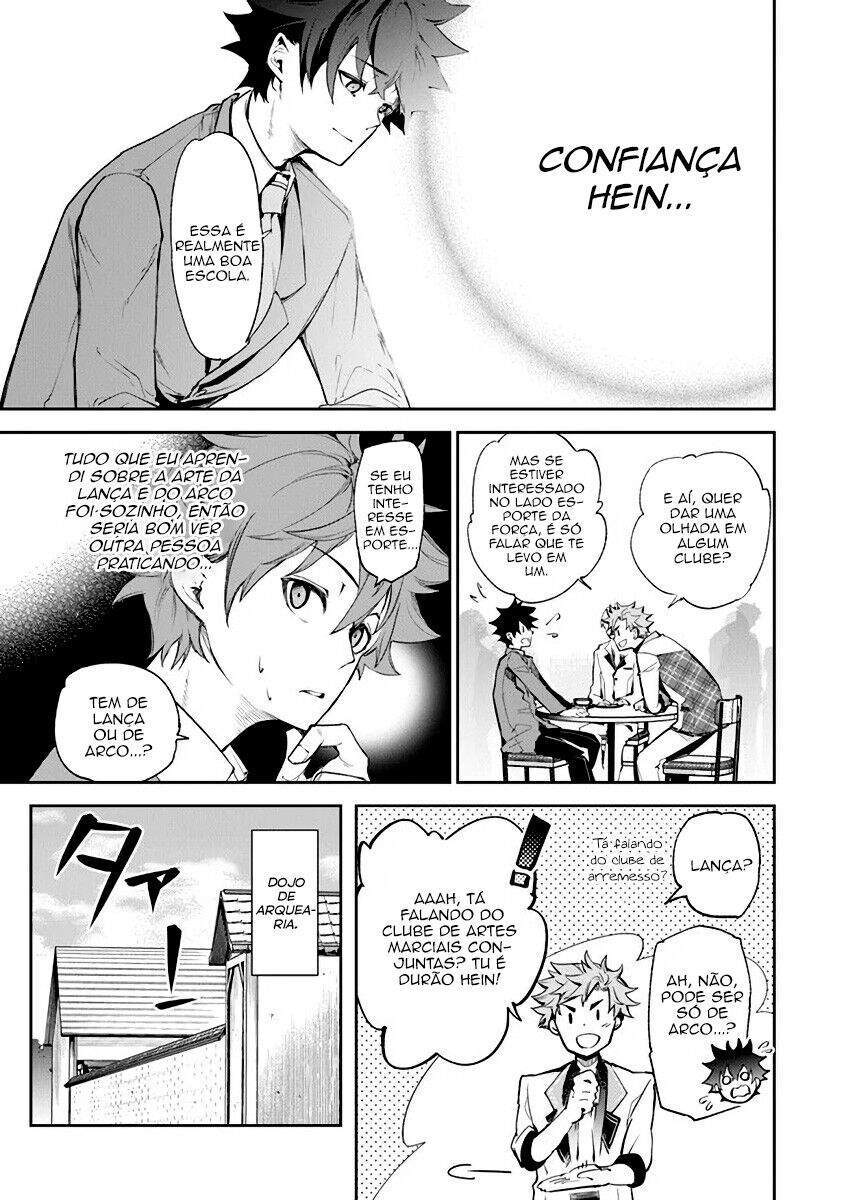 CONFIANÇA
HEIN...
ESSA É
REALMENTE
UMA BOA
ESCOLA.
E AÍ, QUER
DAR UMA
OLHADA EM
ALGUM
CLUBE?
MAS SE
ESTIVER
INTERESSADO
NO LADO ES-
PORTE DA
FORÇA, É SÓ
FALAR QUE TE
LEVO EM
UM.
SE EU
TENHO
INTE-
RESSE
EM ES-
PORTE...
TUDO QUE EU APREN-
DI SOBRE A ARTE DA
LANÇA E DO ARCO
FOI SOZINHO, ENTÃO
SERIA BOM VER
OUTRA PESSOA
PRATICANDO...
TEM DE
LANÇA
OU DE
ARCO...?
LANÇA?
Tá falando
do clube de
arremesso?
AH, NÃO,
PODE SER
SÓ DE
ARCO...?
!
AAAH, TÁ
FALANDO DO
CLUBE DE ARTES
MARCIAIS CON-
JUNTAS? TU É
DURÃO HEIN!
DOJO
DE
ARQUEA-
RIA.
タァン